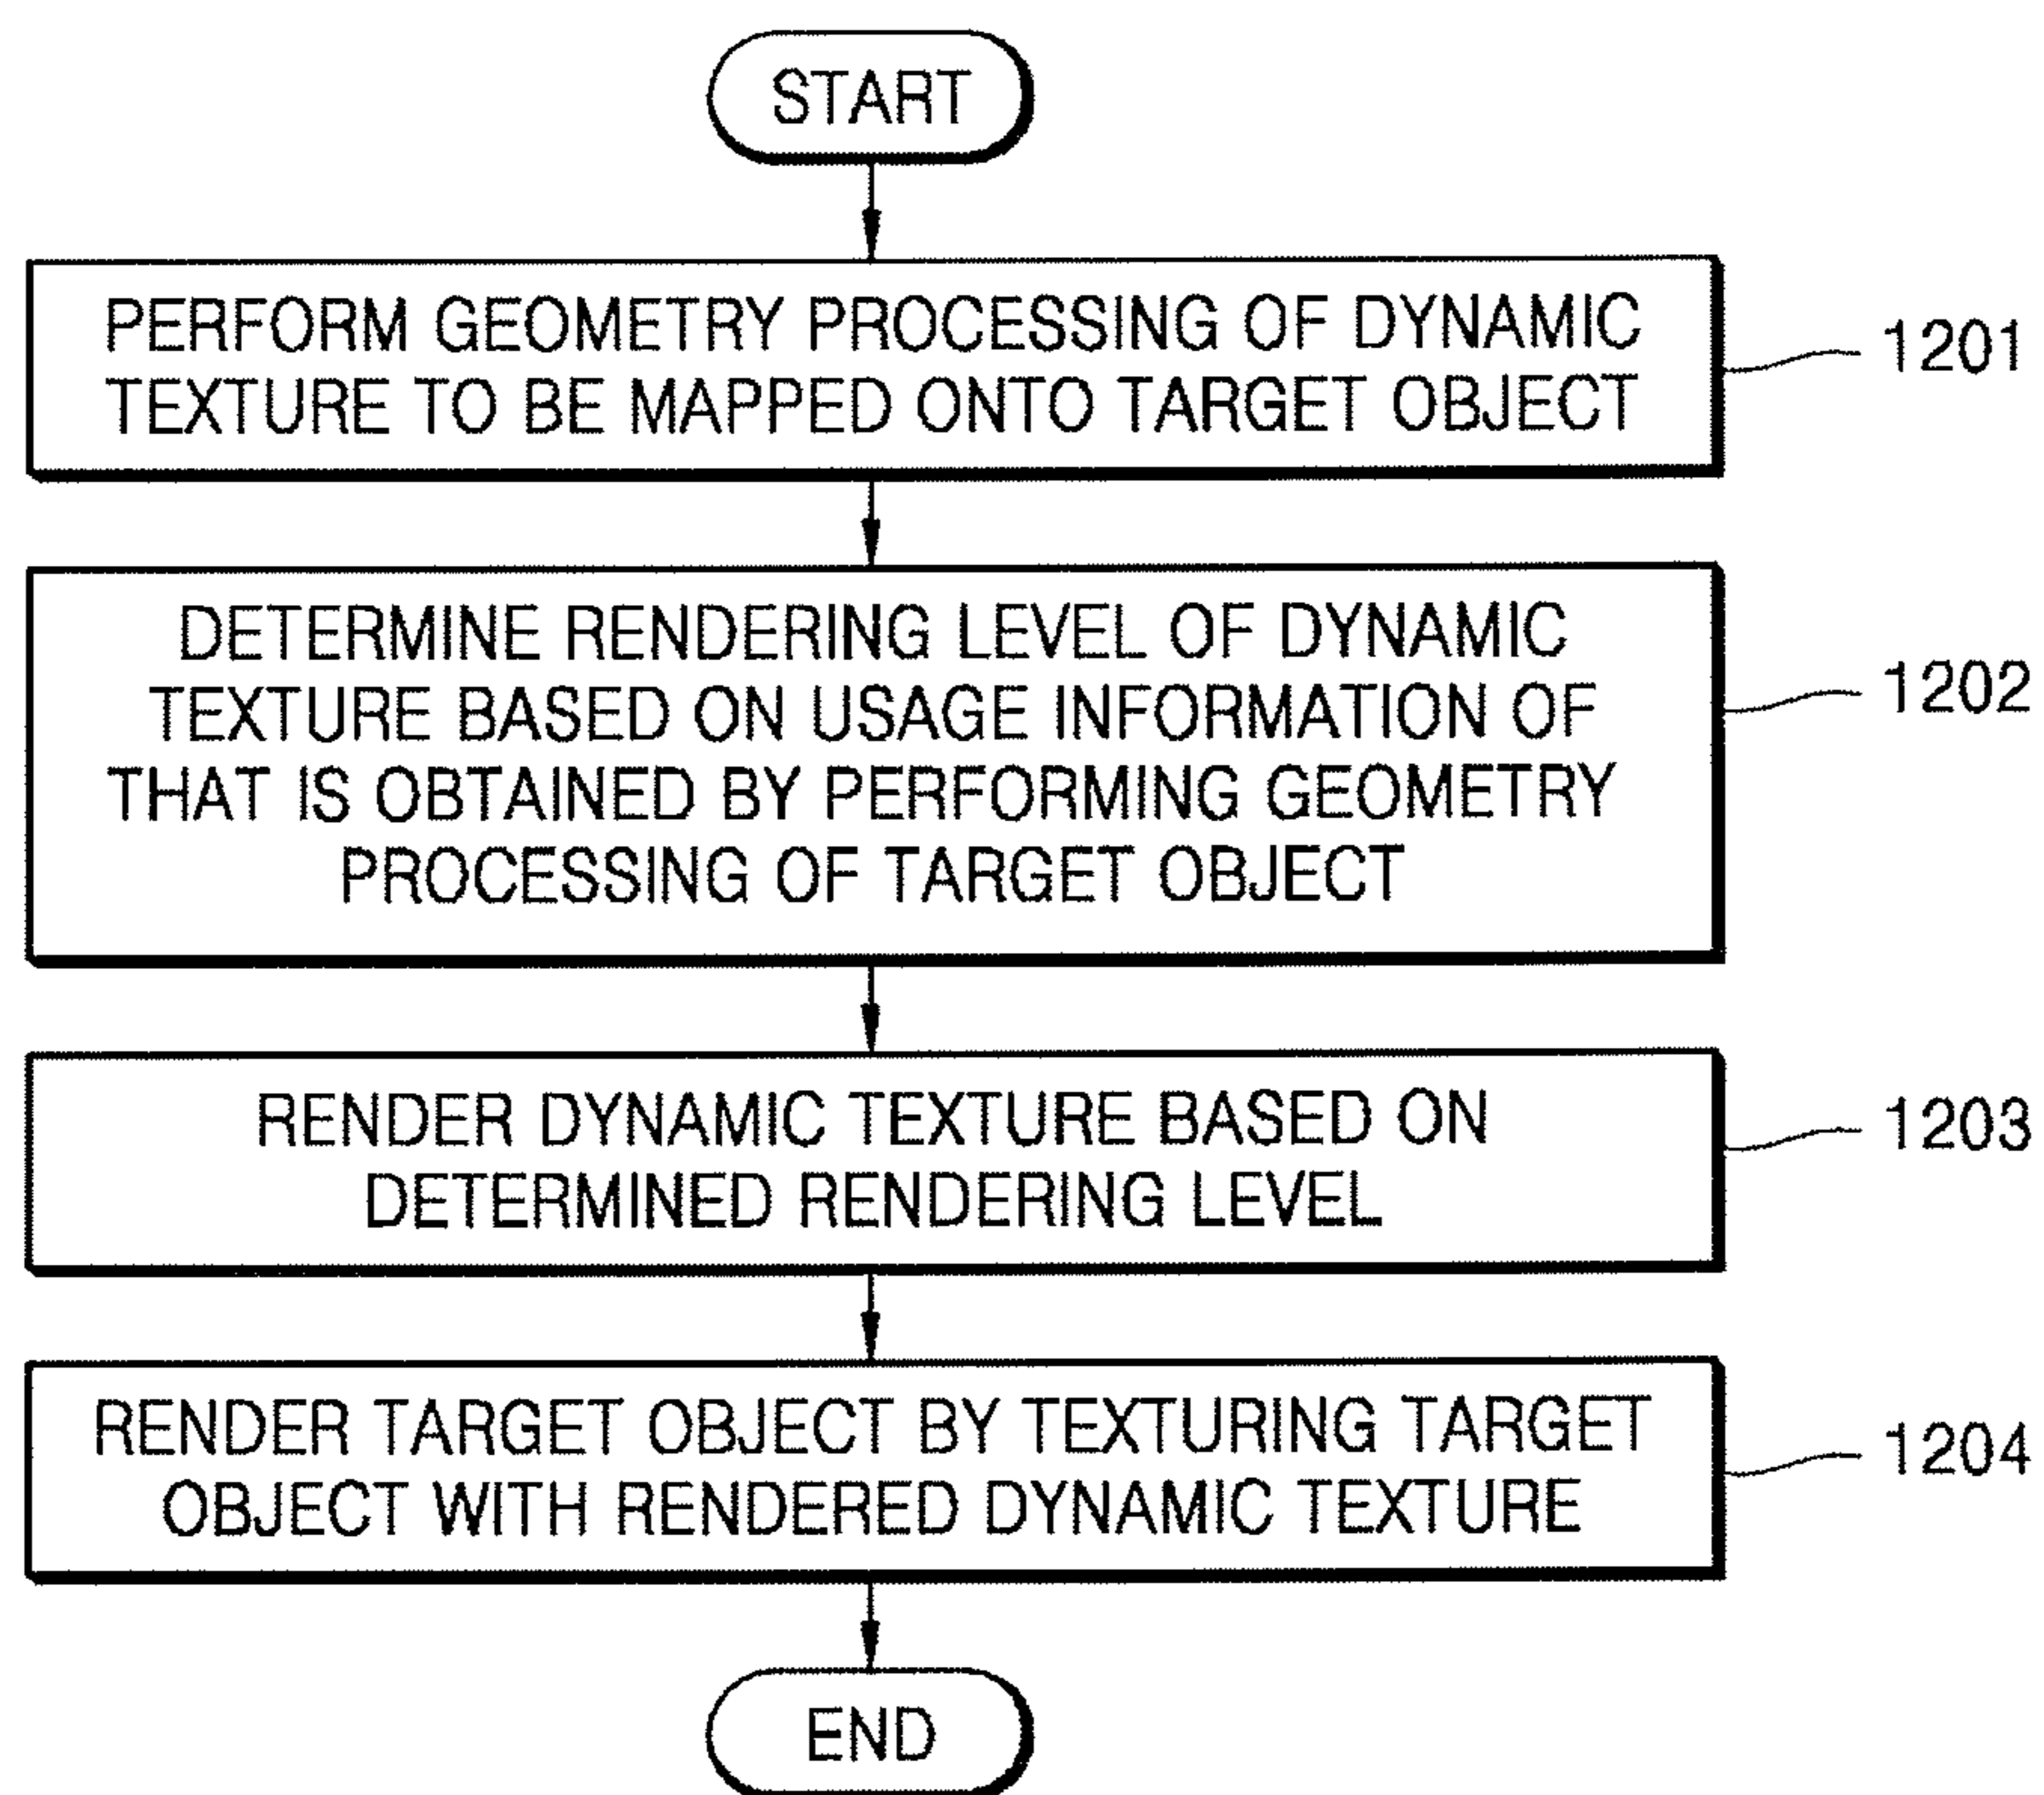 START
PERFORM GEOMETRY PROCESSING OF DYNAMIC
TEXTURE TO BE MAPPED ONTO TARGET OBJECT
1201
DETERMINE RENDERING LEVEL OF DYNAMIC
TEXTURE BASED ON USAGE INFORMATION OF
THAT IS OBTAINED BY PERFORMING GEOMETRY
PROCESSING OF TARGET OBJECT
1202
RENDER DYNAMIC TEXTURE BASED ON
DETERMINED RENDERING LEVEL
1203
RENDER TARGET OBJECT BY TEXTURING TARGET
OBJECT WITH RENDERED DYNAMIC TEXTURE
1204
END